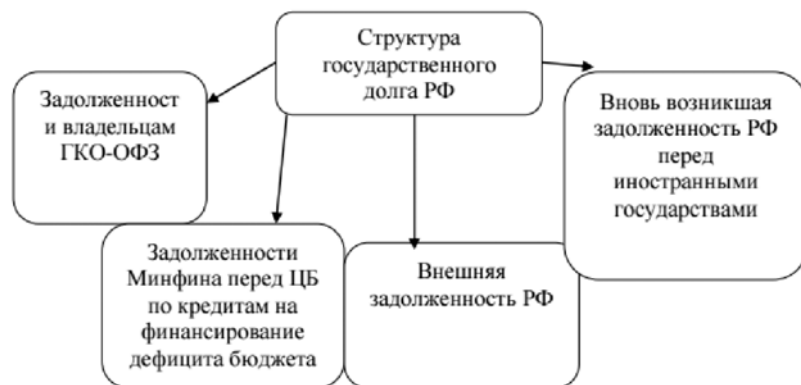 Структура
государственного
долга РФ
Задолженност
и владельцам
ГКО-ОФЗ
Задолженности
Минфина перед ЦБ
по кредитам на
финансирование
дефицита бюджета
Внешняя
задолженность РФ
Вновь возникшая
задолженность РФ
перед
иностранными
государствами